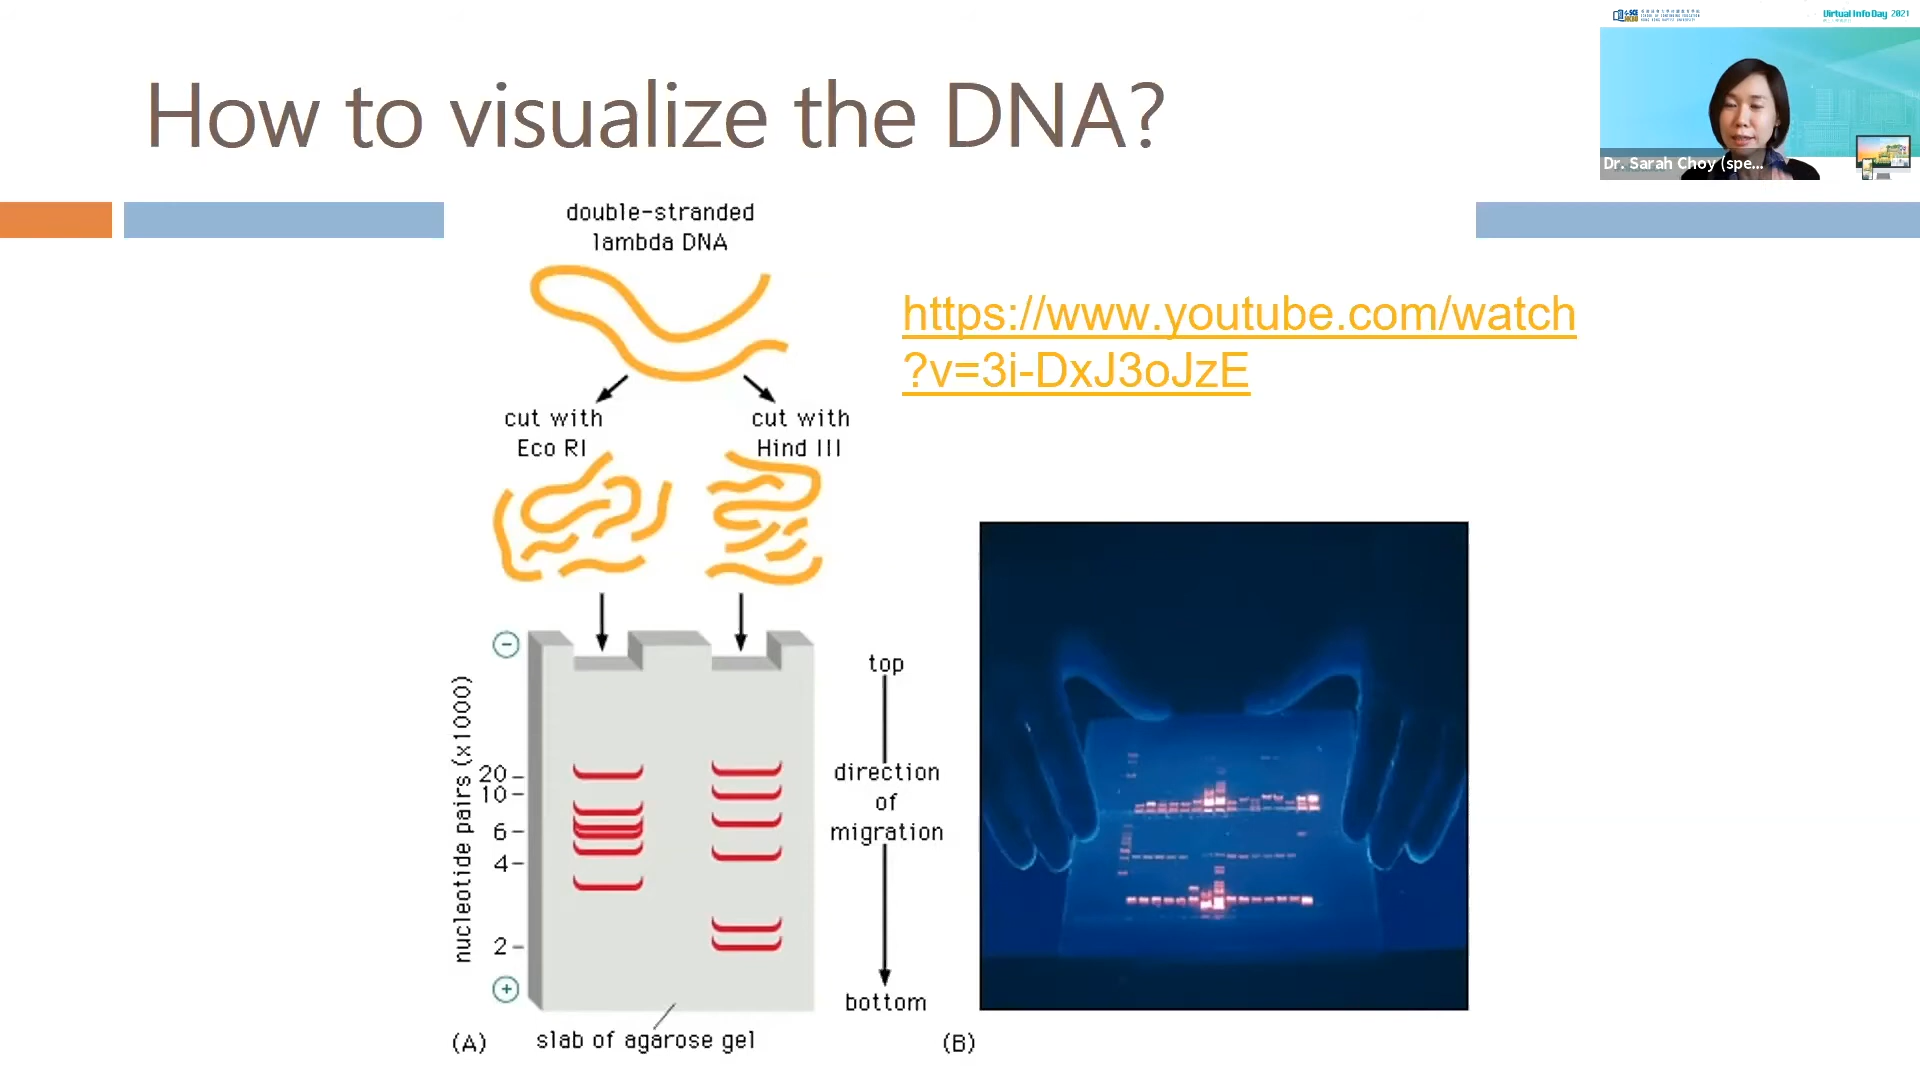 Virtual Info Day 2021
How to visualize the DNA?
Dr. Sarah Choy (spe...
double-stranded
lambda DNA
https://www.youtube.com/watch
?v=3i-DxJ3oJzE
cut with
Eco RI
cut with
Hind III
−
nucleotide pairs (x1000)
20
10
6
4
2
+
top
direction
of
migration
bottom
slab of agarose gel
(A)
(B)